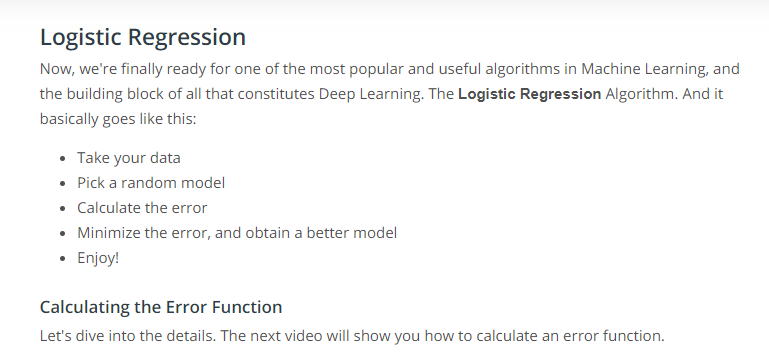 Logistic Regression
Now, we're finally ready for one of the most popular and useful algorithms in Machine Learning, and
the building block of all that constitutes Deep Learning. The Logistic Regression Algorithm. And it
basically goes like this:
• Take your data
• Pick a random model
• Calculate the error
• Minimize the error, and obtain a better model
• Enjoy!
Calculating the Error Function
Let's dive into the details. The next video will show you how to calculate an error function.